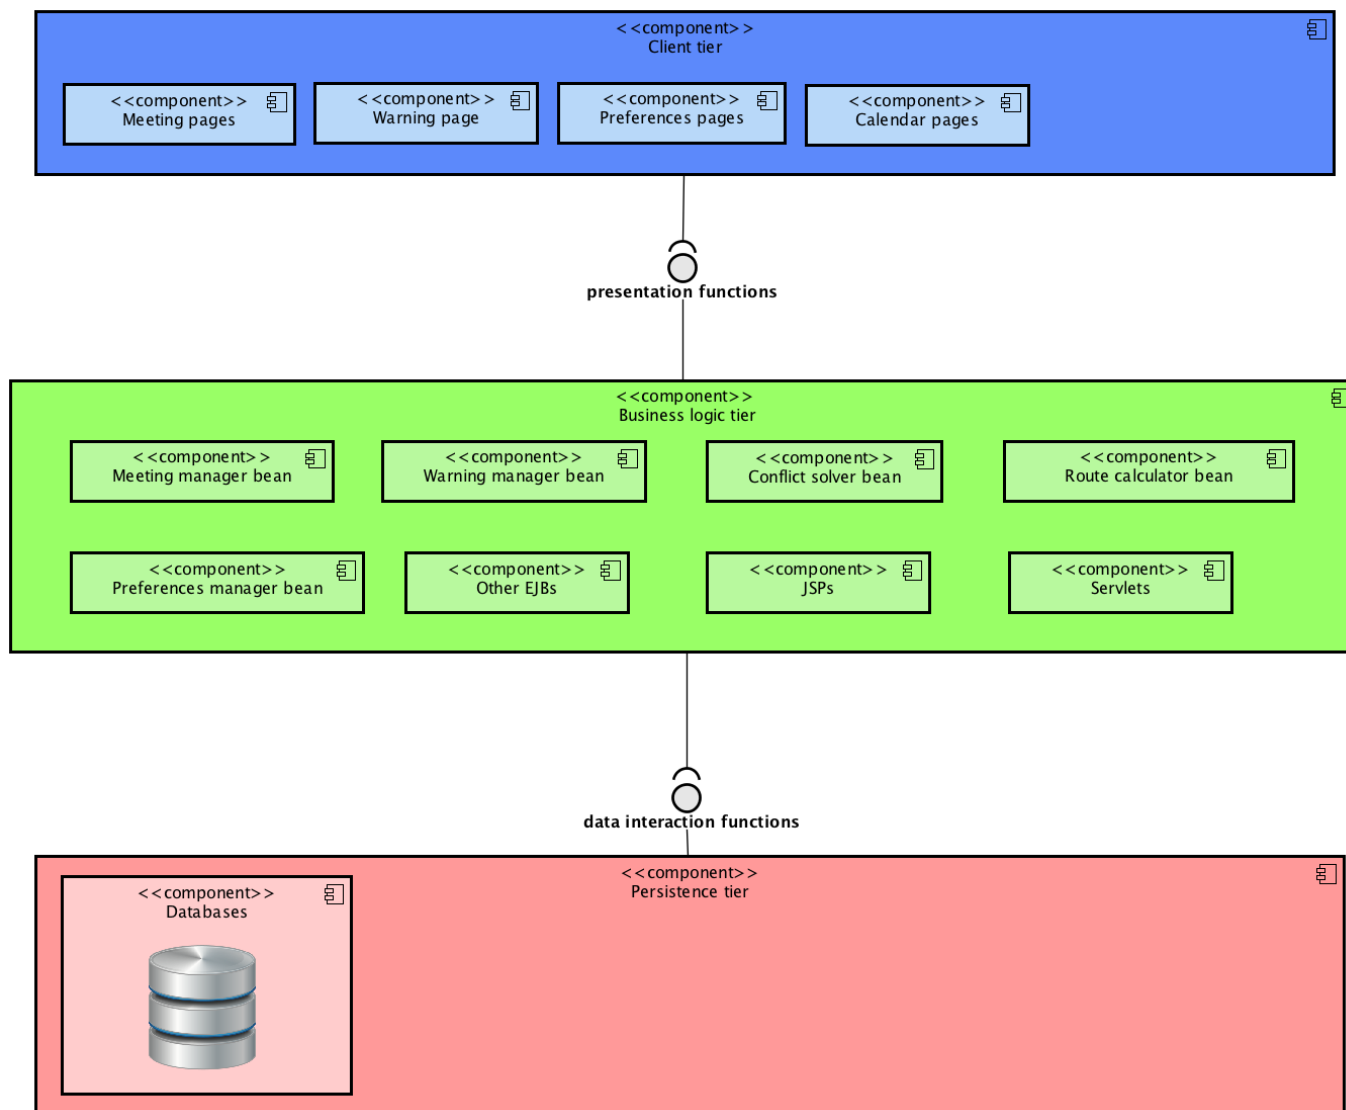 <<component>>
Client tier
<<component>>
Meeting pages
<<component>>
Warning page
<<component>>
Preferences pages
<<component>>
Calendar pages
presentation functions
<<component>>
Business logic tier
<<component>>
Meeting manager bean
<<component>>
Warning manager bean
<<component>>
Conflict solver bean
<<component>>
Route calculator bean
<<component>>
Preferences manager bean
<<component>>
Other EJBs
<<component>>
JSPs
<<component>>
Servlets
data interaction functions
<<component>>
Persistence tier
<<component>>
Databases